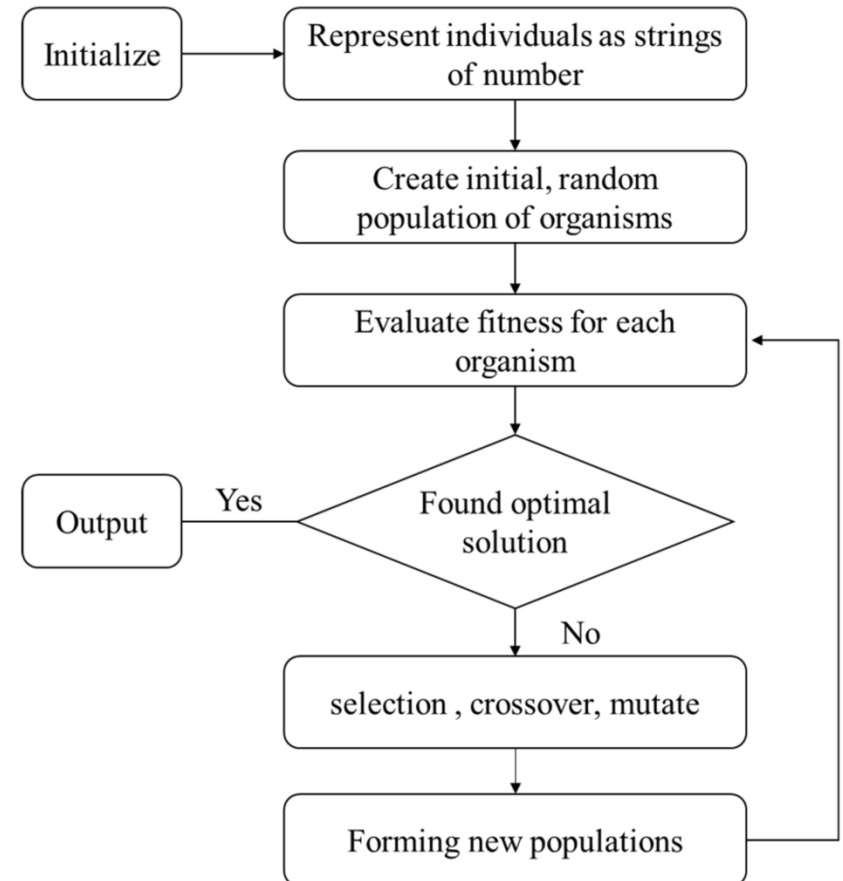 Initialize
Represent individuals as strings
of number
Create initial, random
population of organisms
Evaluate fitness for each
organism
Found optimal
solution
Yes
Output
No
selection , crossover, mutate
Forming new populations